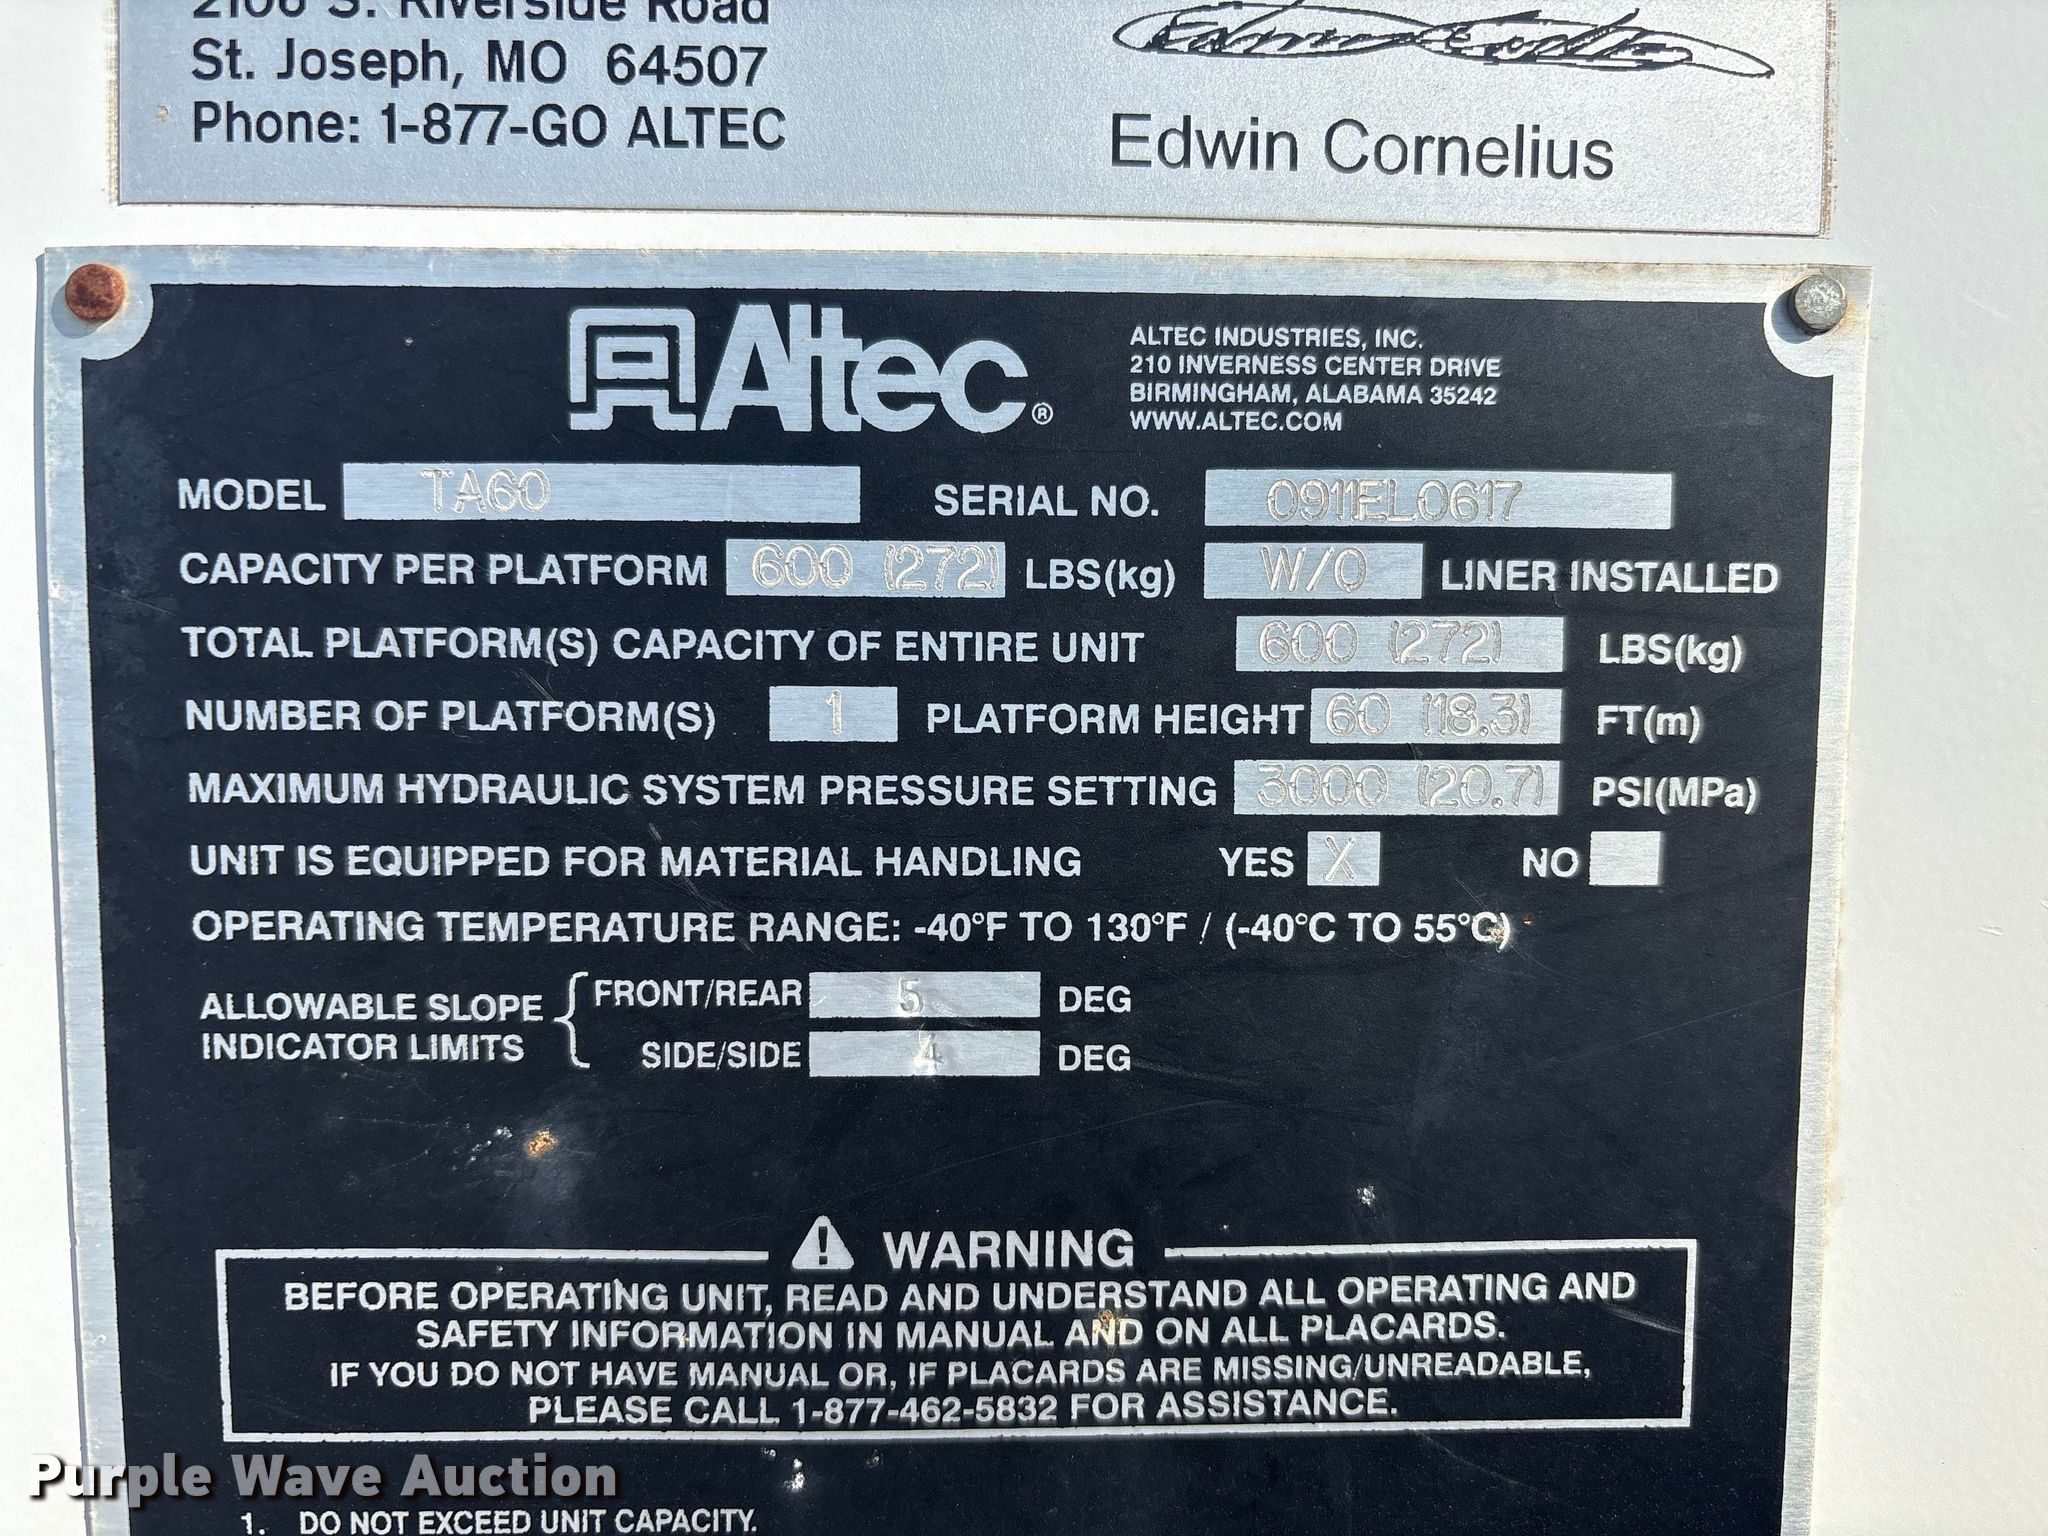 2106 S. Riverside Road
St. Joseph, MO 64507
Phone: 1-877-GO ALTEC
Edwin Cornelius
Altec®
ALTEC INDUSTRIES, INC.
210 INVERNESS CENTER DRIVE
BIRMINGHAM, ALABAMA 35242
WWW.ALTEC.COM
MODEL TA60 SERIAL NO. 0911EL0617
CAPACITY PER PLATFORM 600 (272) LBS(kg) W/O LINER INSTALLED
TOTAL PLATFORM(S) CAPACITY OF ENTIRE UNIT 600 (272) LBS(kg)
NUMBER OF PLATFORM(S) 1 PLATFORM HEIGHT 60 (18.3) FT(m)
MAXIMUM HYDRAULIC SYSTEM PRESSURE SETTING 3000 (20.7) PSI(MPa)
UNIT IS EQUIPPED FOR MATERIAL HANDLING YES X NO
OPERATING TEMPERATURE RANGE: -40°F TO 130°F / (-40°C TO 55°C)
ALLOWABLE SLOPE INDICATOR LIMITS
FRONT/REAR 5 DEG
SIDE/SIDE 4 DEG
WARNING
BEFORE OPERATING UNIT, READ AND UNDERSTAND ALL OPERATING AND
SAFETY INFORMATION IN MANUAL AND ON ALL PLACARDS.
IF YOU DO NOT HAVE MANUAL OR, IF PLACARDS ARE MISSING/UNREADABLE,
PLEASE CALL 1-877-462-5832 FOR ASSISTANCE.
Purple Wave Auction
1. DO NOT EXCEED UNIT CAPACITY.